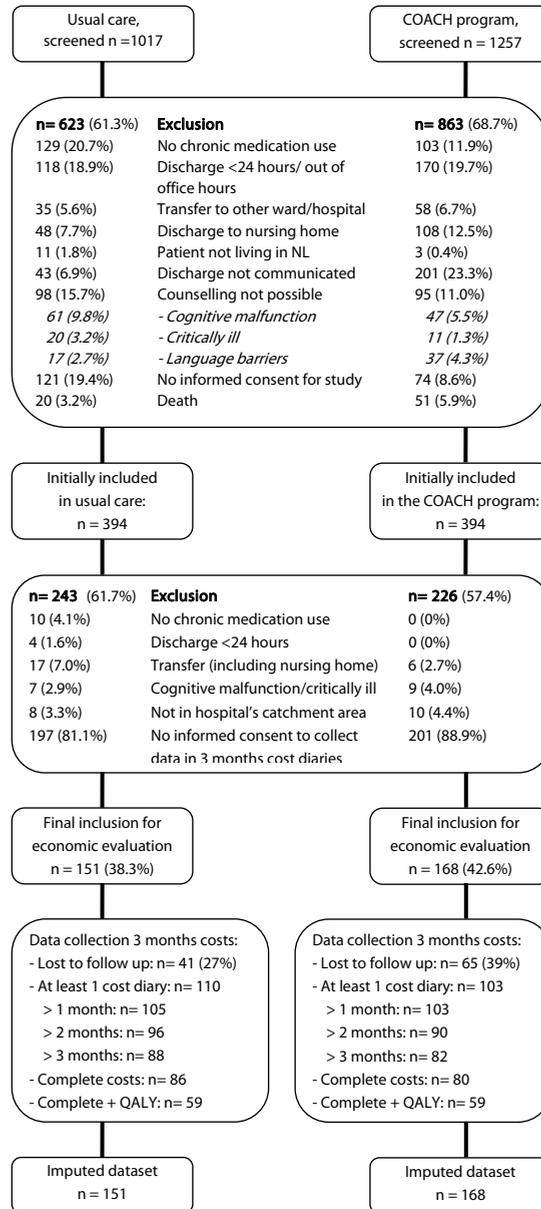 Usual care,
screened n =1017
COACH program,
screened n = 1257
n= 623 (61.3%) Exclusion n= 863 (68.7%)
129 (20.7%) No chronic medication use 103 (11.9%)
118 (18.9%) Discharge <24 hours/ out of 170 (19.7%)
office hours
35 (5.6%) Transfer to other ward/hospital 58 (6.7%)
48 (7.7%) Discharge to nursing home 108 (12.5%)
11 (1.8%) Patient not living in NL 3 (0.4%)
43 (6.9%) Discharge not communicated 201 (23.3%)
98 (15.7%) Counselling not possible 95 (11.0%)
61 (9.8%) - Cognitive malfunction 47 (5.5%)
20 (3.2%) - Critically ill 11 (1.3%)
17 (2.7%) - Language barriers 37 (4.3%)
121 (19.4%) No informed consent for study 74 (8.6%)
20 (3.2%) Death 51 (5.9%)
Initially included
in usual care:
n = 394
Initially included
in the COACH program:
n = 394
n= 243 (61.7%) Exclusion n= 226 (57.4%)
10 (4.1%) No chronic medication use 0 (0%)
4 (1.6%) Discharge <24 hours 0 (0%)
17 (7.0%) Transfer (including nursing home) 6 (2.7%)
7 (2.9%) Cognitive malfunction/critically ill 9 (4.0%)
8 (3.3%) Not in hospital's catchment area 10 (4.4%)
197 (81.1%) No informed consent to collect 201 (88.9%)
data in 3 months cost diaries
Final inclusion for
economic evaluation
n = 151 (38.3%)
Final inclusion for
economic evaluation
n = 168 (42.6%)
Data collection 3 months costs:
- Lost to follow up: n= 41 (27%)
- At least 1 cost diary: n= 110
> 1 month: n= 105
> 2 months: n= 96
> 3 months: n= 88
- Complete costs: n= 86
- Complete + QALY: n= 59
Data collection 3 months costs:
- Lost to follow up: n= 65 (39%)
- At least 1 cost diary: n= 103
> 1 month: n= 103
> 2 months: n= 90
> 3 months: n= 82
- Complete costs: n= 80
- Complete + QALY: n= 59
Imputed dataset
n = 151
Imputed dataset
n = 168